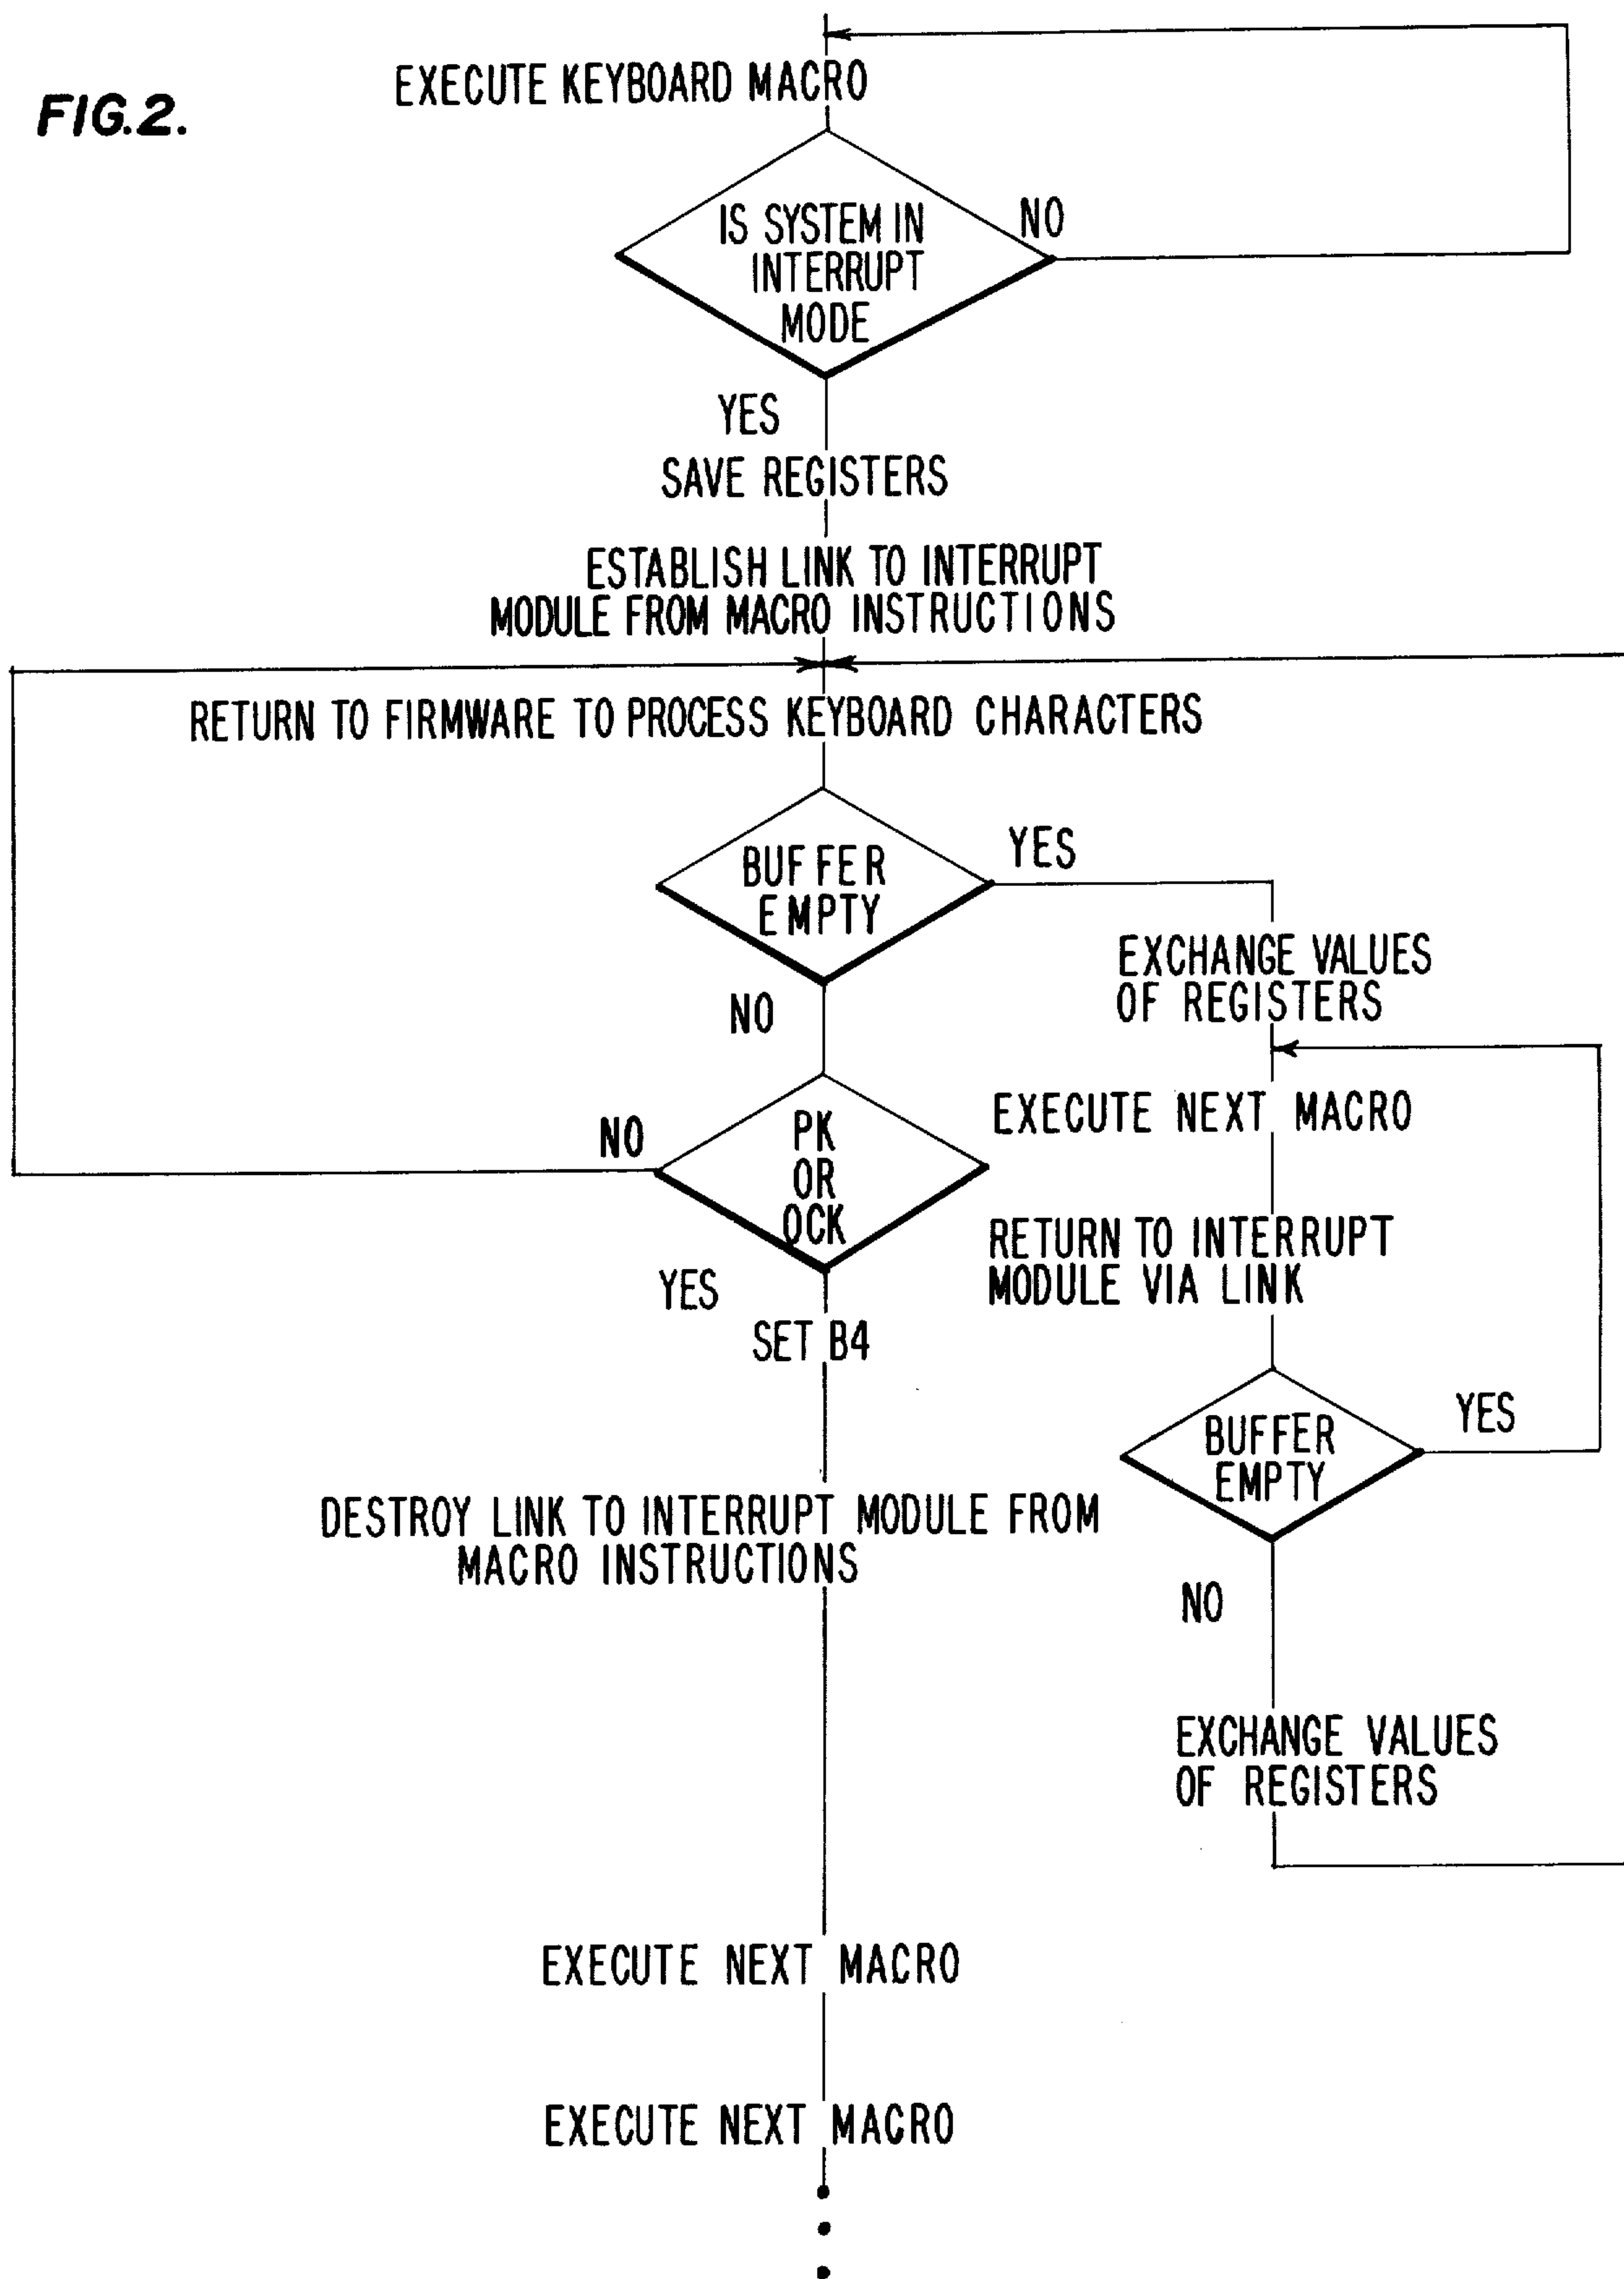 FIG.2.
EXECUTE KEYBOARD MACRO
IS SYSTEM IN
INTERRUPT
MODE
NO
YES
SAVE REGISTERS
ESTABLISH LINK TO INTERRUPT
MODULE FROM MACRO INSTRUCTIONS
RETURN TO FIRMWARE TO PROCESS KEYBOARD CHARACTERS
BUFFER
EMPTY
YES
NO
EXCHANGE VALUES
OF REGISTERS
PK
OR
OCK
NO
YES
EXECUTE NEXT MACRO
RETURN TO INTERRUPT
MODULE VIA LINK
SET B4
BUFFER
EMPTY
YES
NO
DESTROY LINK TO INTERRUPT MODULE FROM
MACRO INSTRUCTIONS
EXCHANGE VALUES
OF REGISTERS
EXECUTE NEXT MACRO
EXECUTE NEXT MACRO